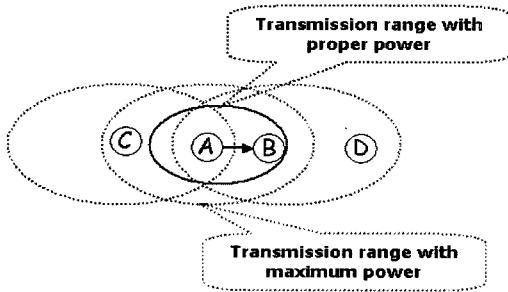 Transmission range with
proper power
C A B D
Transmission range with
maximum power